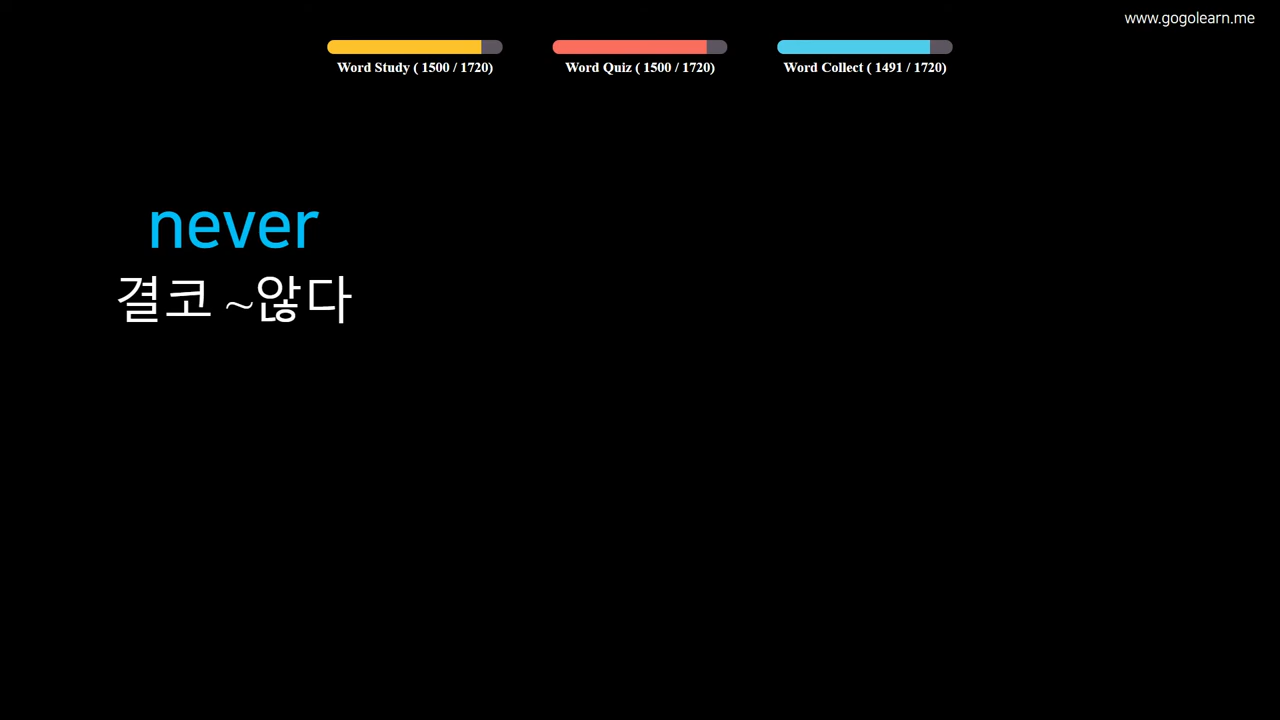 www.gogolearn.me
Word Study ( 1500 / 1720)
Word Quiz ( 1500 / 1720)
Word Collect ( 1491 / 1720)
never
결코 ~않다